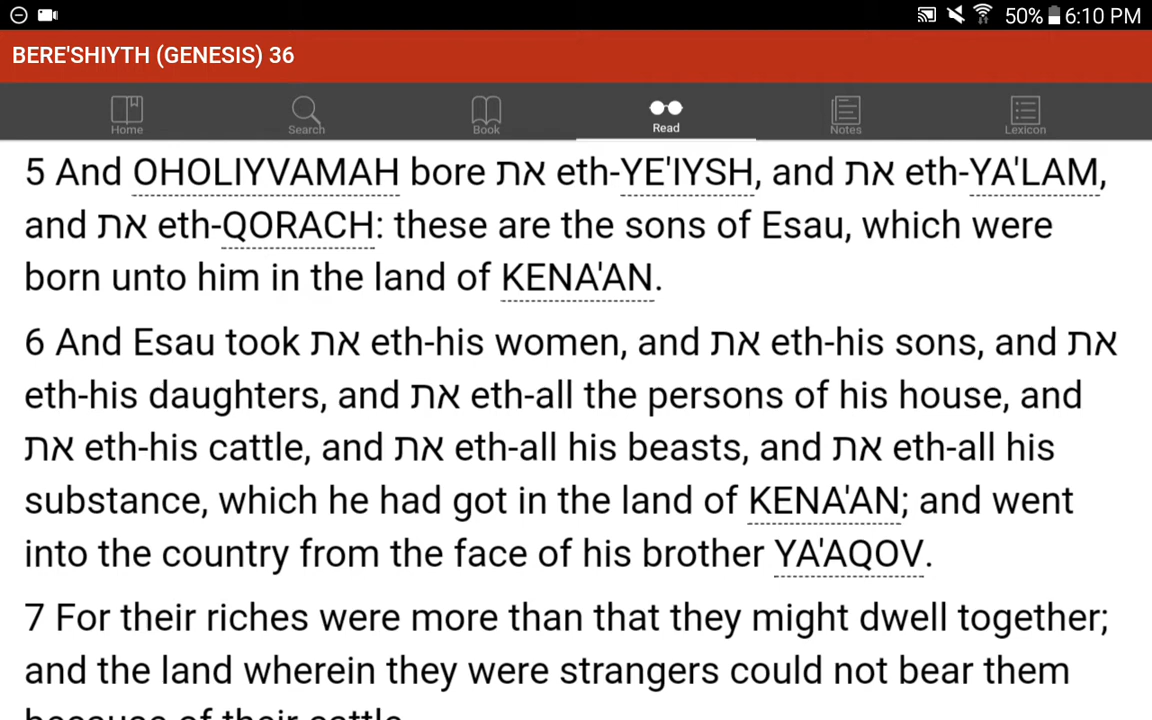 50% 6:10 PM
BERE'SHIYTH (GENESIS) 36
Home Search Book Read Notes Lexicon
5 And OHOLIYVAMAH bore את eth-YE'IYSH, and את eth-YA'LAM,
and את eth-QORACH: these are the sons of Esau, which were
born unto him in the land of KENA'AN.
6 And Esau took את eth-his women, and את eth-his sons, and את
eth-his daughters, and את eth-all the persons of his house, and
את eth-his cattle, and את eth-all his beasts, and את eth-all his
substance, which he had got in the land of KENA'AN; and went
into the country from the face of his brother YA'AQOV.
7 For their riches were more than that they might dwell together;
and the land wherein they were strangers could not bear them
because of their cattle.